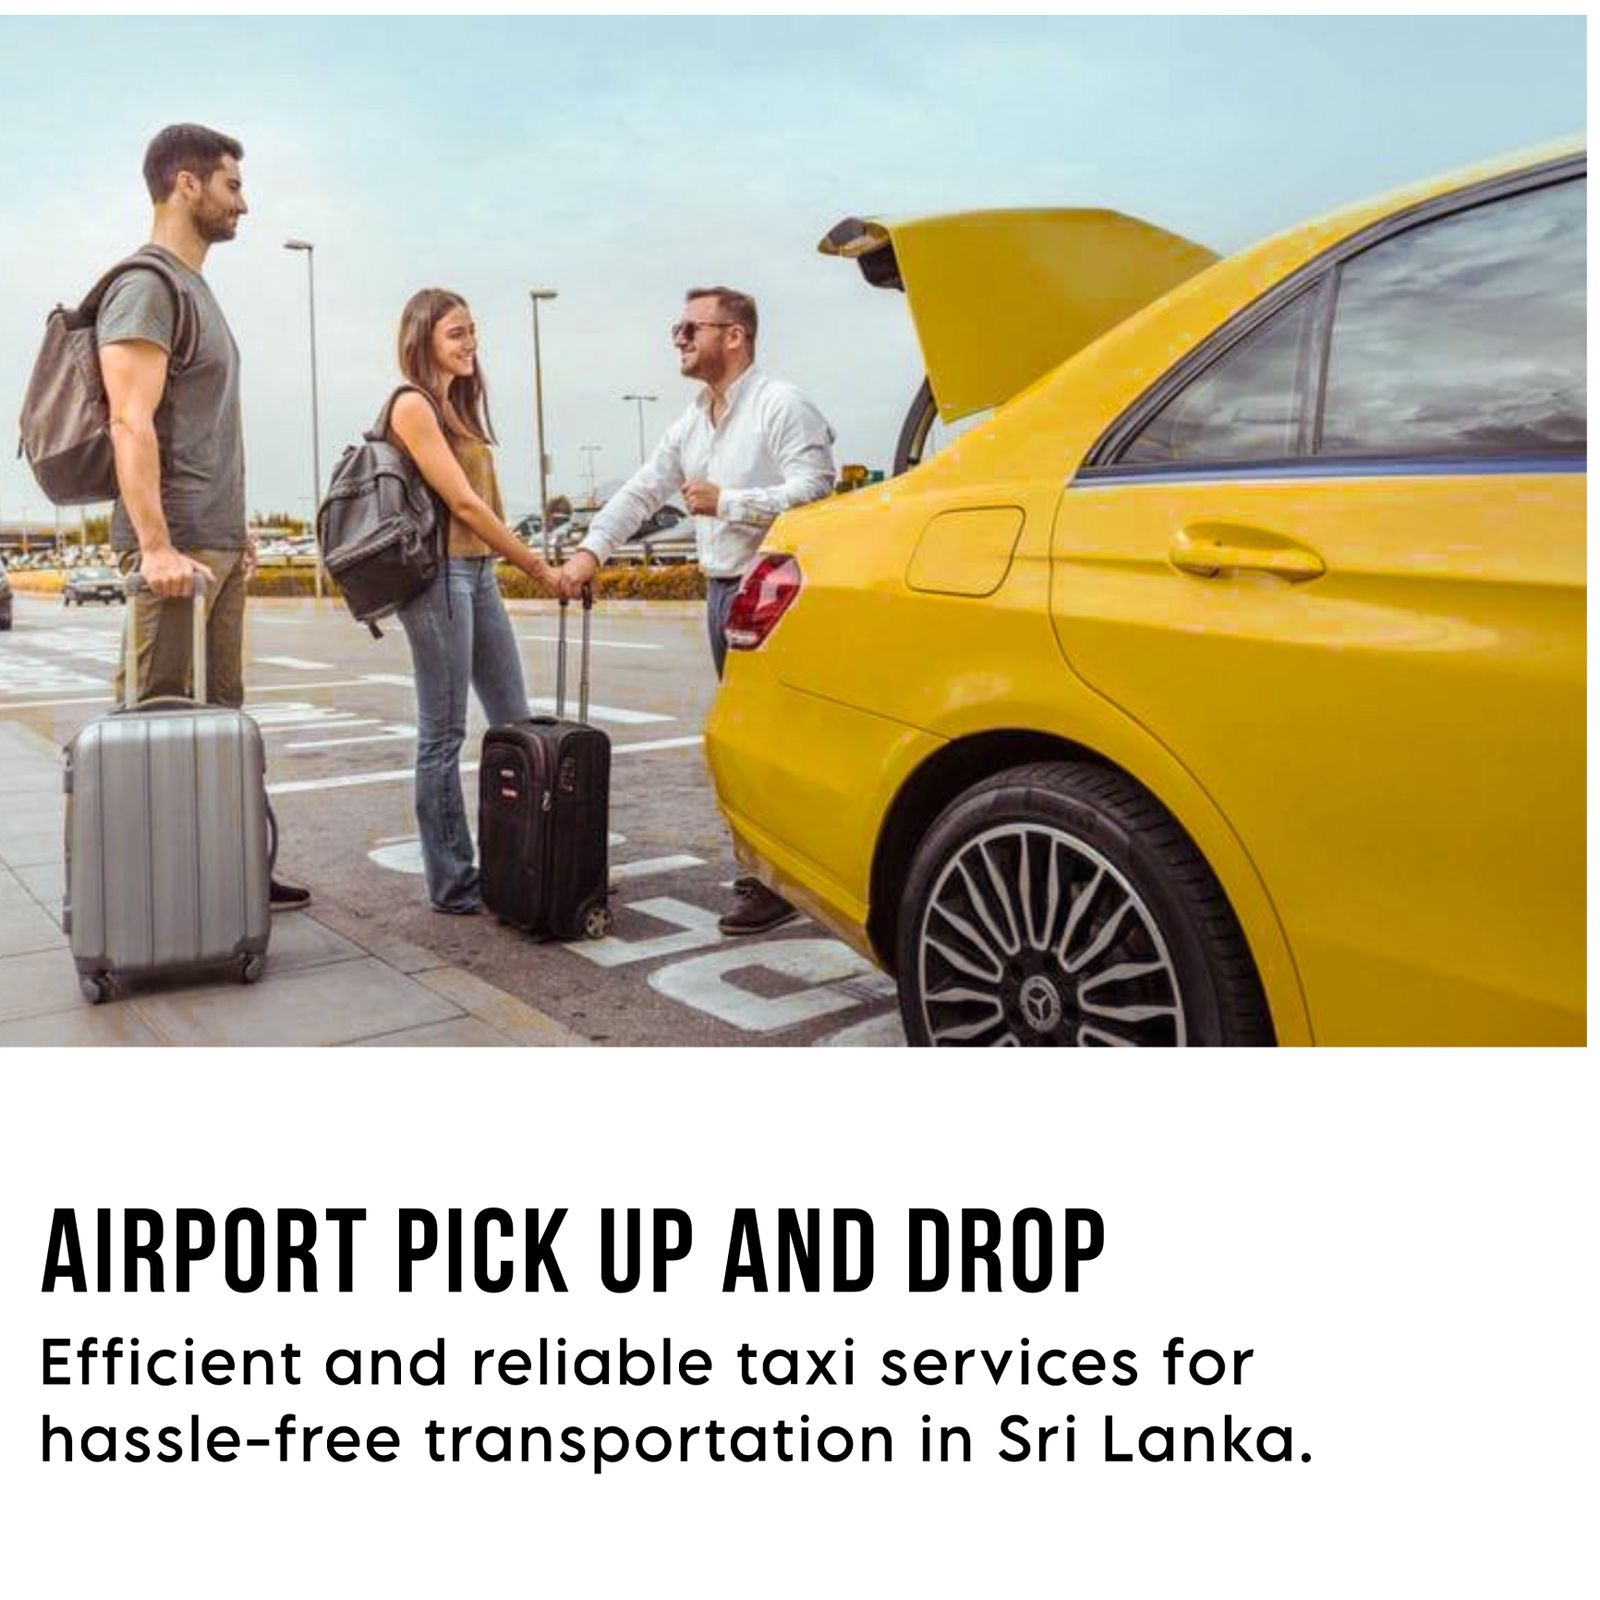 AIRPORT PICK UP AND DROP
Efficient and reliable taxi services for
hassle-free transportation in Sri Lanka.